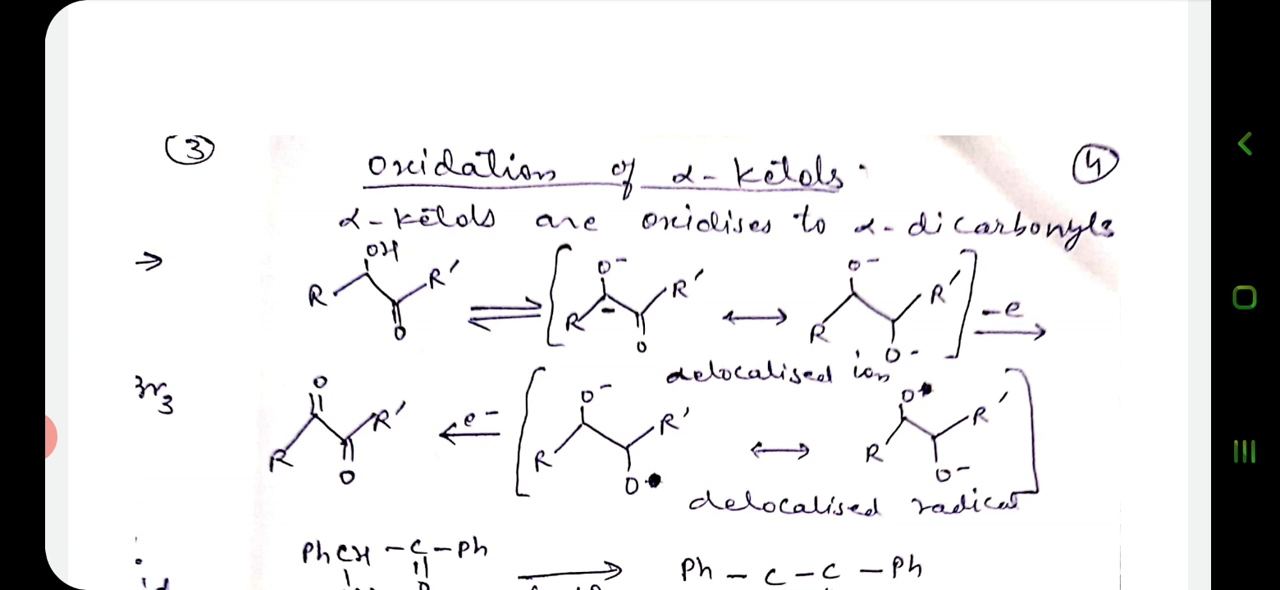 ③ ④
oxidation of α-ketols.
α-ketols are oxidises to α-dicarbonyls
→
OH R R' O
O⁻ R - R' O
O⁻ R R' O-
-e
delocalised ion
3r₃
O R R' O
e-
O⁻ R R' O•
O• R R' O-
delocalised radical
PhCH-C-Ph
Ph-C-C-Ph